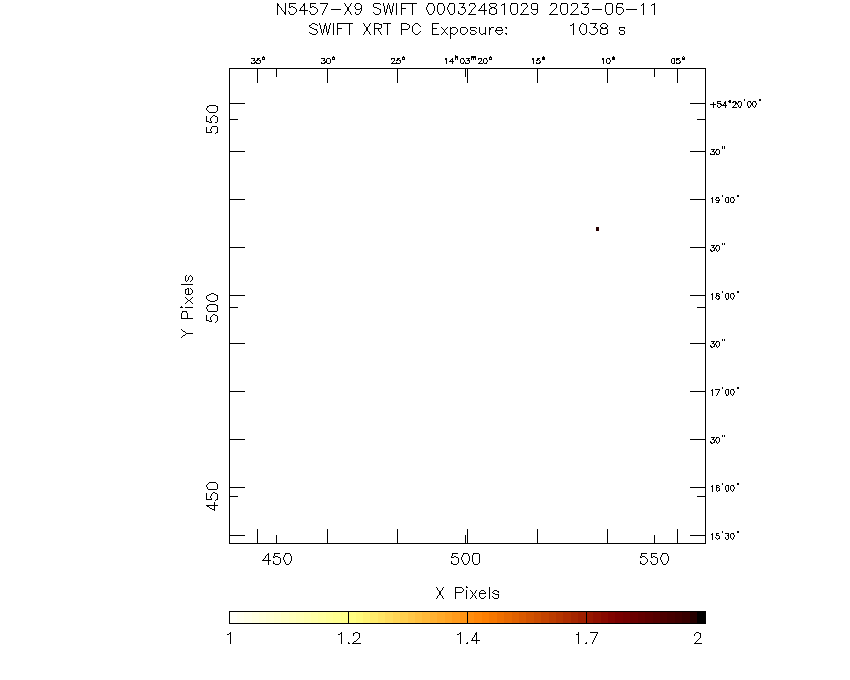 N5457-X9 SWIFT 00032481029 2023-06-11
SWIFT XRT PC Exposure: 1038 s
35ˢ 30ˢ 25ˢ 14ʰ03ᵐ20ˢ 15ˢ 10ˢ 05ˢ
550
+54°20'00"
30"
19'00"
30"
Y Pixels
500
18'00"
30"
17'00"
30"
450
16'00"
15'30"
450 500 550
X Pixels
1 1.2 1.4 1.7 2